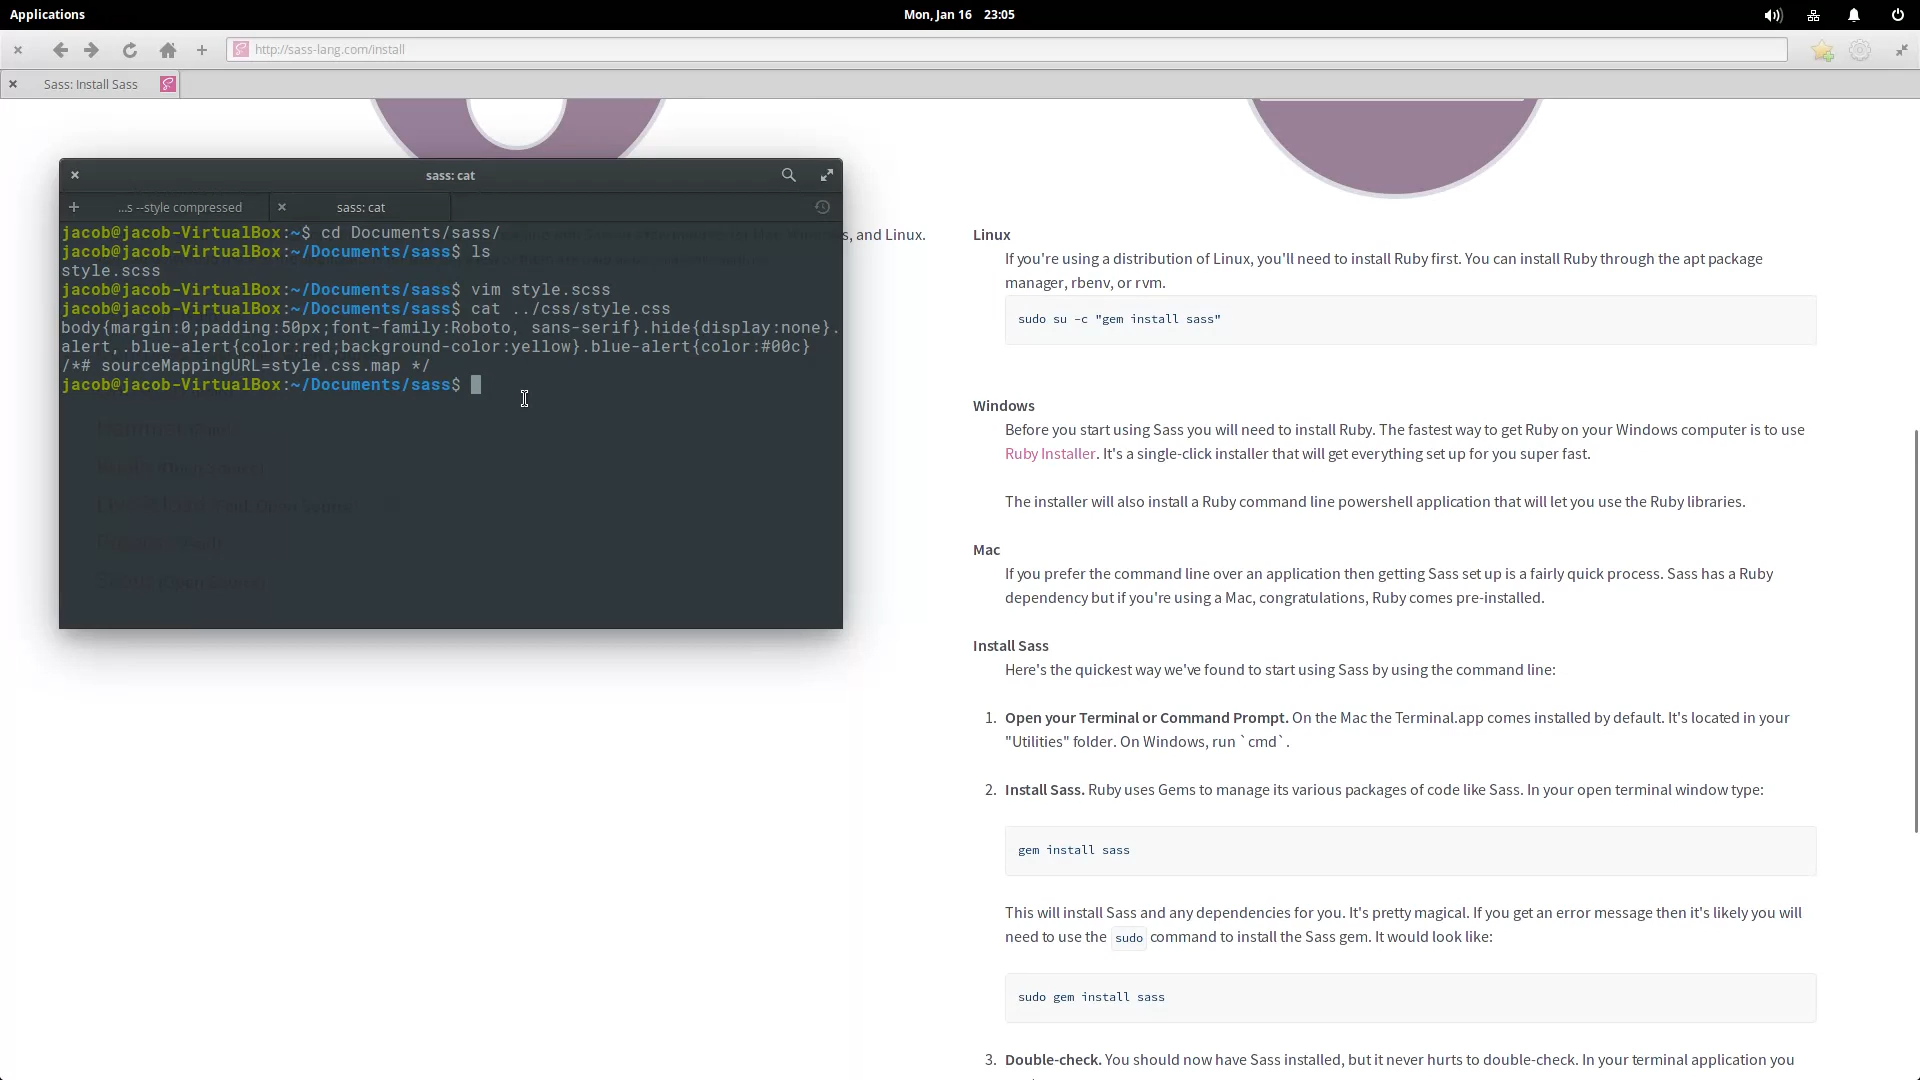 Applications
Mon, Jan 16 23:05
http://sass-lang.com/install
Sass: Install Sass
sass: cat
...s --style compressed
sass: cat
jacob@jacob-VirtualBox:~$ cd Documents/sass/
jacob@jacob-VirtualBox:~/Documents/sass$ ls
style.scss
jacob@jacob-VirtualBox:~/Documents/sass$ vim style.scss
jacob@jacob-VirtualBox:~/Documents/sass$ cat ../css/style.css
body{margin:0;padding:50px;font-family:Roboto, sans-serif}.hide{display:none}.
alert,.blue-alert{color:red;background-color:yellow}.blue-alert{color:#00c}
/*# sourceMappingURL=style.css.map */
jacob@jacob-VirtualBox:~/Documents/sass$
s, and Linux.
Linux
If you're using a distribution of Linux, you'll need to install Ruby first. You can install Ruby through the apt package
manager, rbenv, or rvm.
sudo su -c "gem install sass"
Windows
Before you start using Sass you will need to install Ruby. The fastest way to get Ruby on your Windows computer is to use
Ruby Installer. It's a single-click installer that will get everything set up for you super fast.
The installer will also install a Ruby command line powershell application that will let you use the Ruby libraries.
Mac
If you prefer the command line over an application then getting Sass set up is a fairly quick process. Sass has a Ruby
dependency but if you're using a Mac, congratulations, Ruby comes pre-installed.
Install Sass
Here's the quickest way we've found to start using Sass by using the command line:
1. Open your Terminal or Command Prompt. On the Mac the Terminal.app comes installed by default. It's located in your
"Utilities" folder. On Windows, run `cmd`.
2. Install Sass. Ruby uses Gems to manage its various packages of code like Sass. In your open terminal window type:
gem install sass
This will install Sass and any dependencies for you. It's pretty magical. If you get an error message then it's likely you will
need to use the sudo command to install the Sass gem. It would look like:
sudo gem install sass
3. Double-check. You should now have Sass installed, but it never hurts to double-check. In your terminal application you